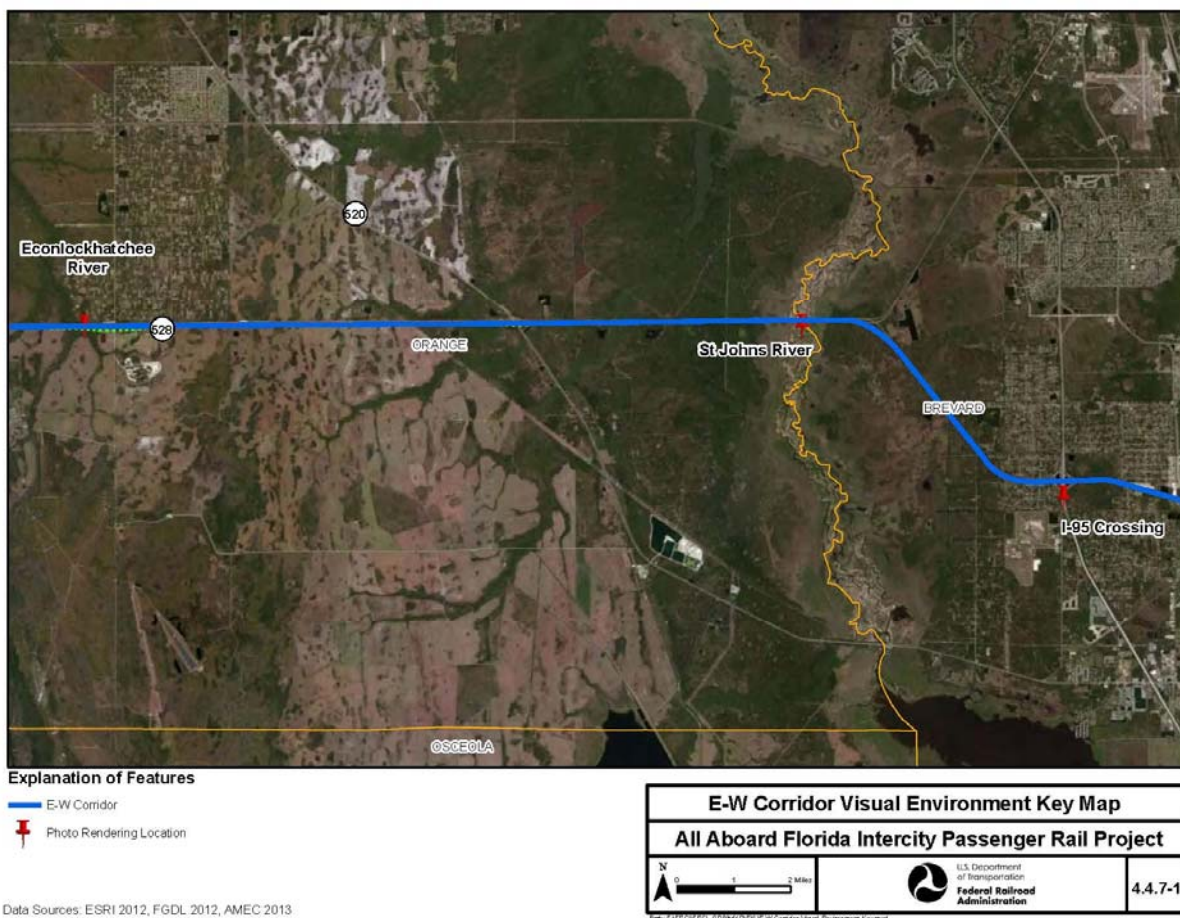 520
Econlockhatchee
River
528
ORANGE
St Johns River
BREVARD
I-95 Crossing
OSCEOLA
Explanation of Features
E-W Corridor
Photo Rendering Location
E-W Corridor Visual Environment Key Map
All Aboard Florida Intercity Passenger Rail Project
N
0 1 2 Miles
U.S. Department
of Transportation
Federal Railroad
Administration
4.4.7-1
Data Sources: ESRI 2012, FGDL 2012, AMEC 2013